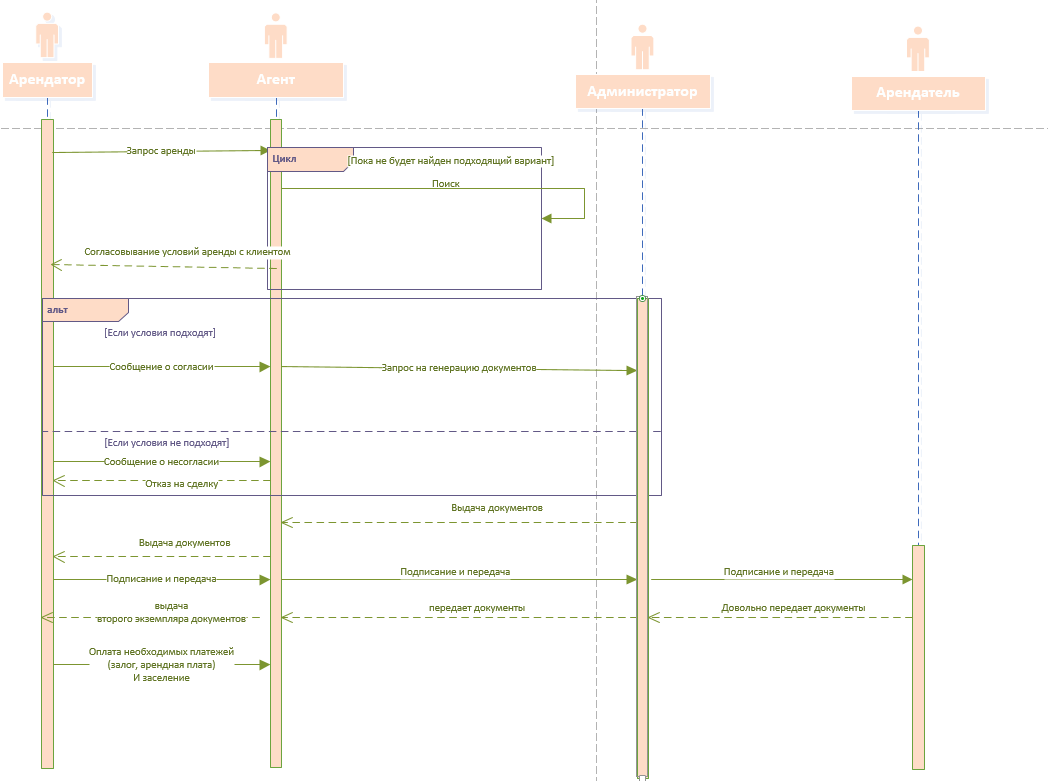 Арендатор
Агент
Администратор
Арендатель
Запрос аренды
Цикл
[Пока не будет найден подходящий вариант]
Поиск
Согласовывание условий аренды с клиентом
альт
[Если условия подходят]
Сообщение о согласии
Запрос на генерацию документов
[Если условия не подходят]
Сообщение о несогласии
Отказ на сделку
Выдача документов
Выдача документов
Подписание и передача
Подписание и передача
Подписание и передача
выдача
второго экземпляра документов
передает документы
Довольно передает документы
Оплата необходимых платежей
(залог, арендная плата)
И заселение